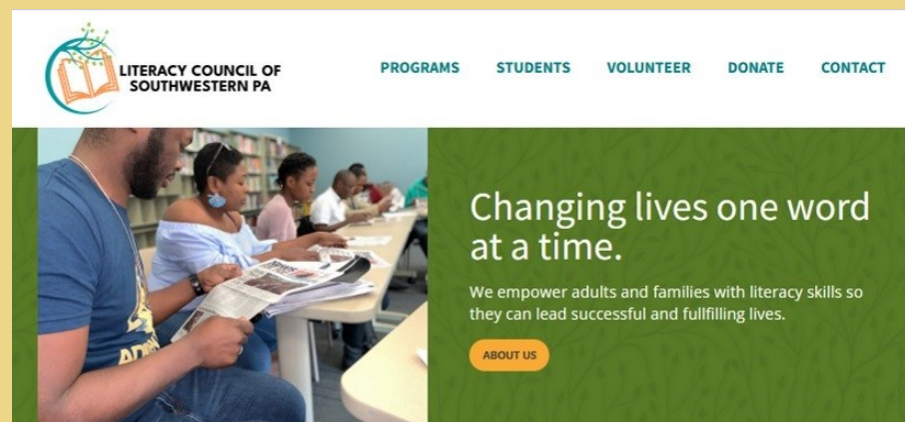 LITERACY COUNCIL OF
SOUTHWESTERN PA
PROGRAMS STUDENTS VOLUNTEER DONATE CONTACT
Changing lives one word
at a time.
We empower adults and families with literacy skills so
they can lead successful and fullfilling lives.
ABOUT US